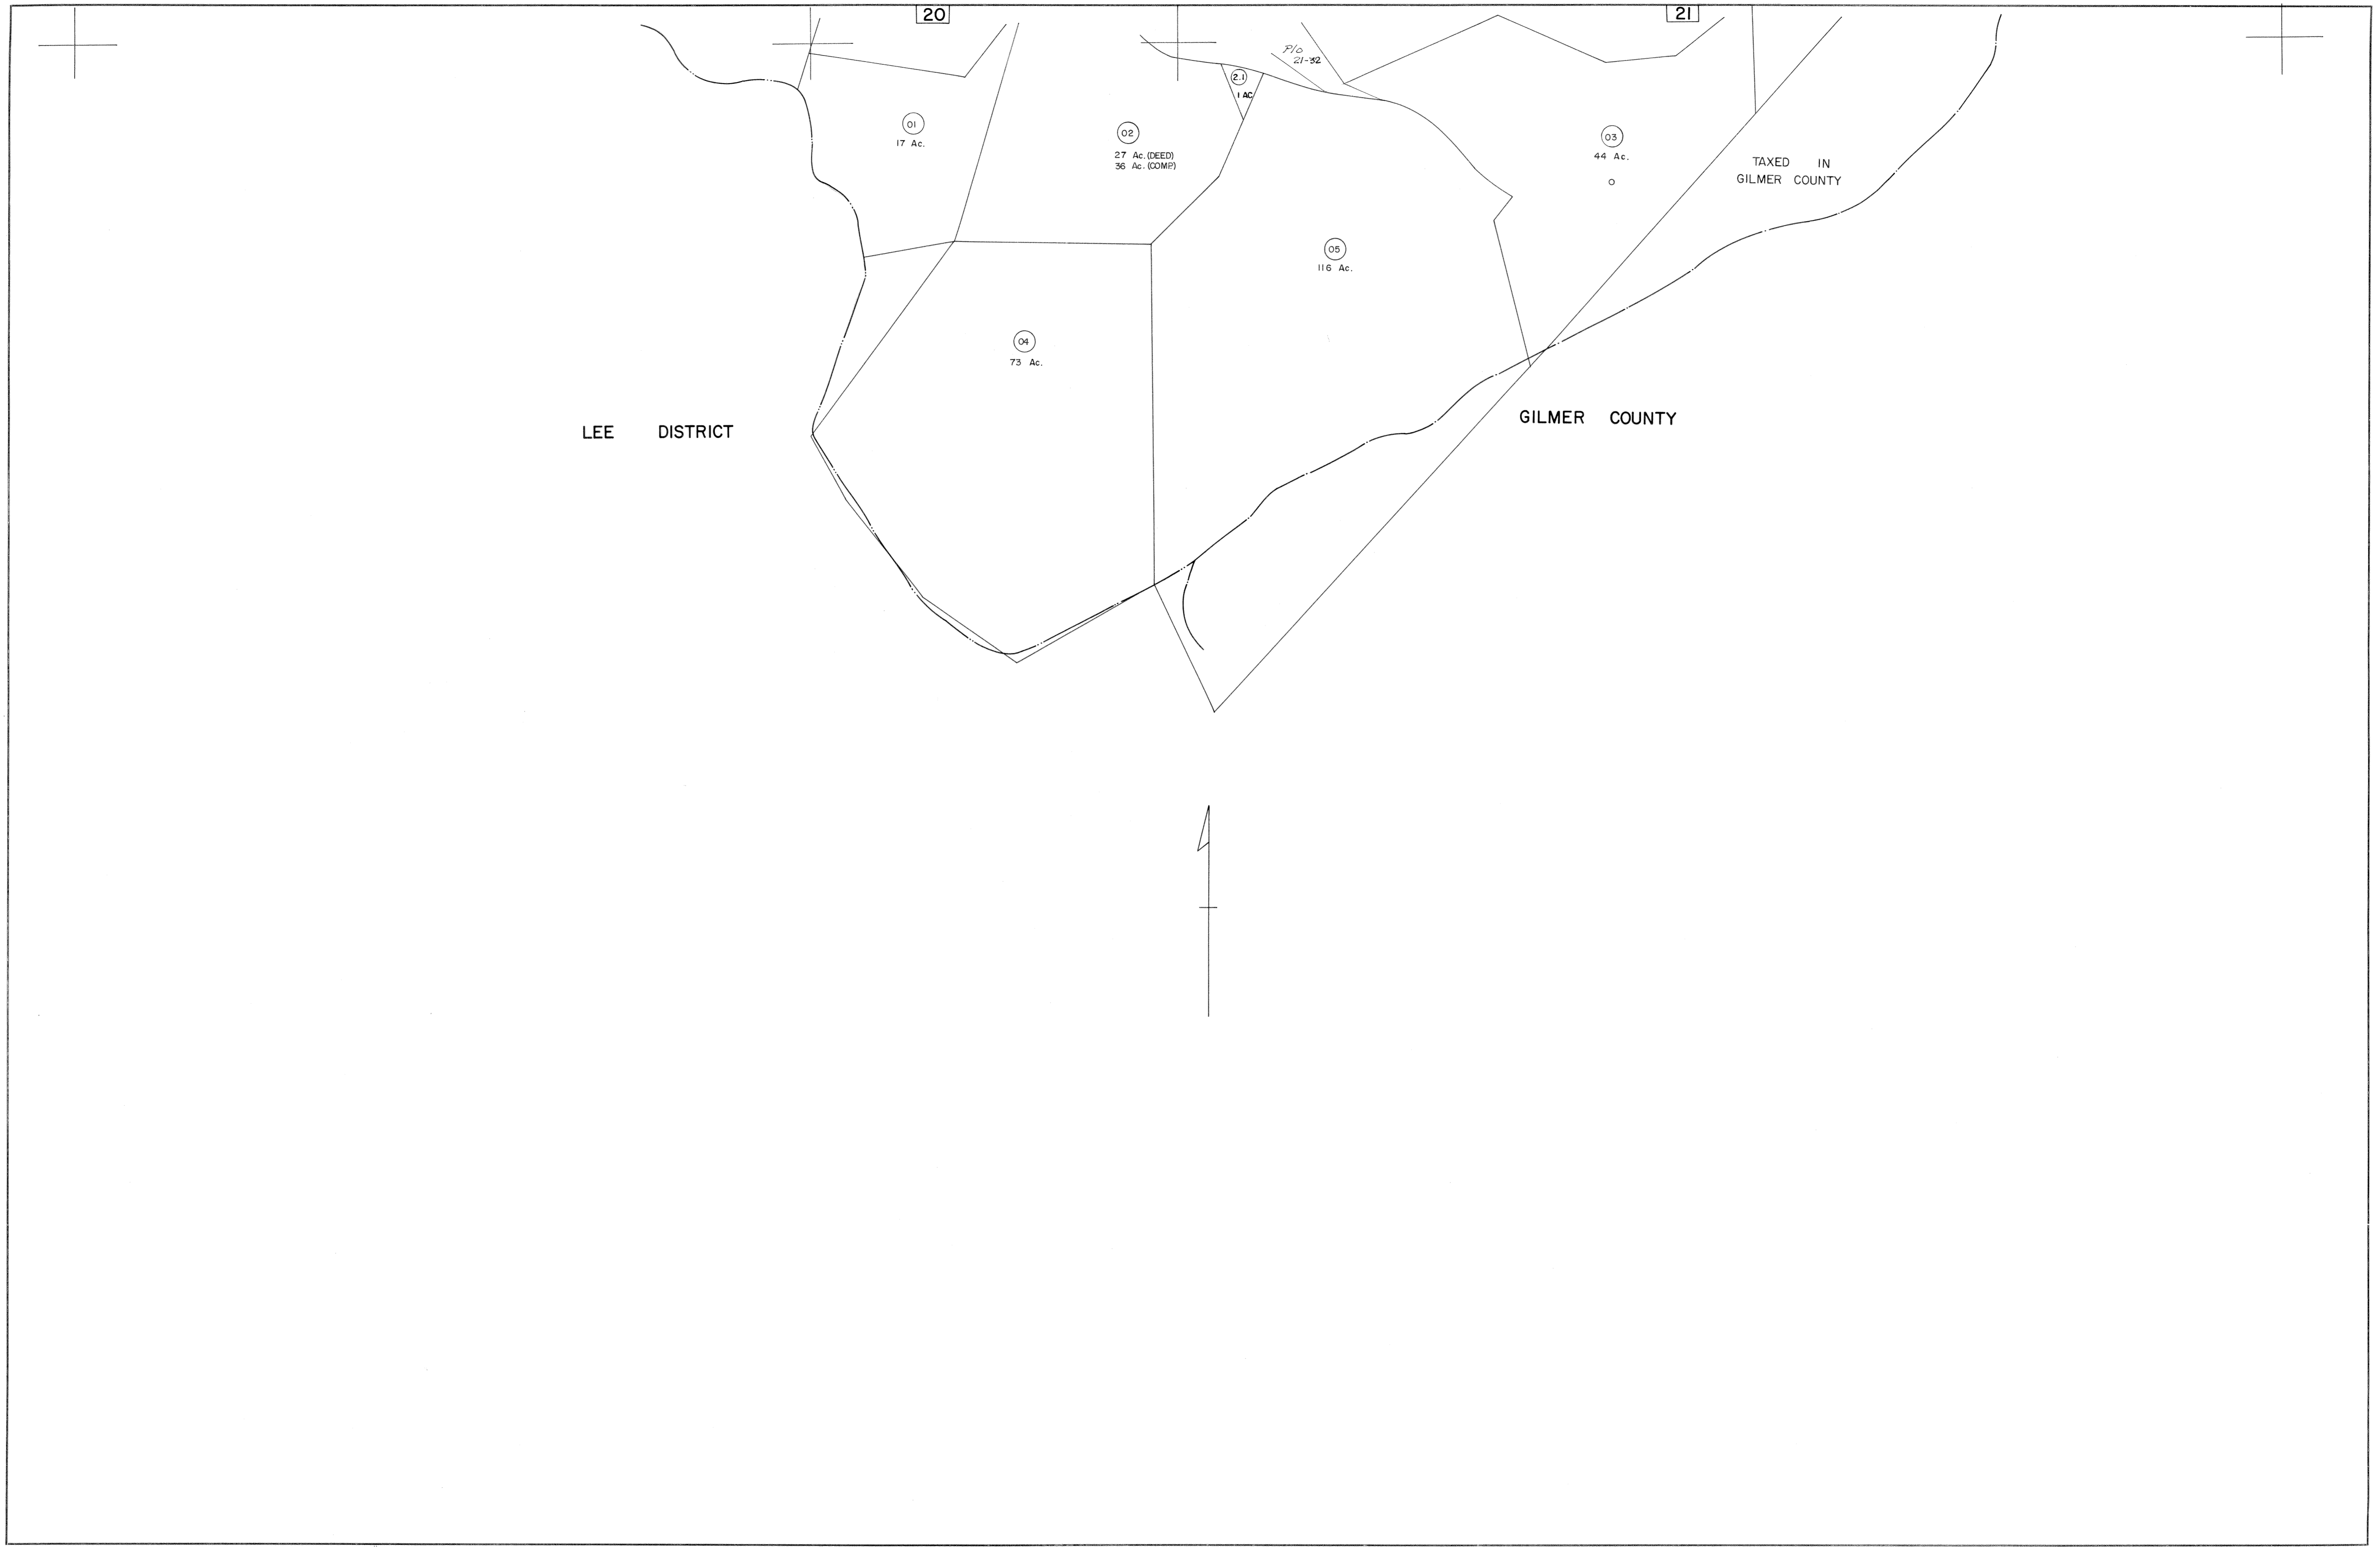 20
21
P/o
21-32
2.1
1 AC
01
17 Ac.
02
27 Ac. (DEED)
36 Ac. (COMP.)
03
44 Ac.
TAXED IN
GILMER COUNTY
05
116 Ac.
04
73 Ac.
LEE DISTRICT
GILMER COUNTY